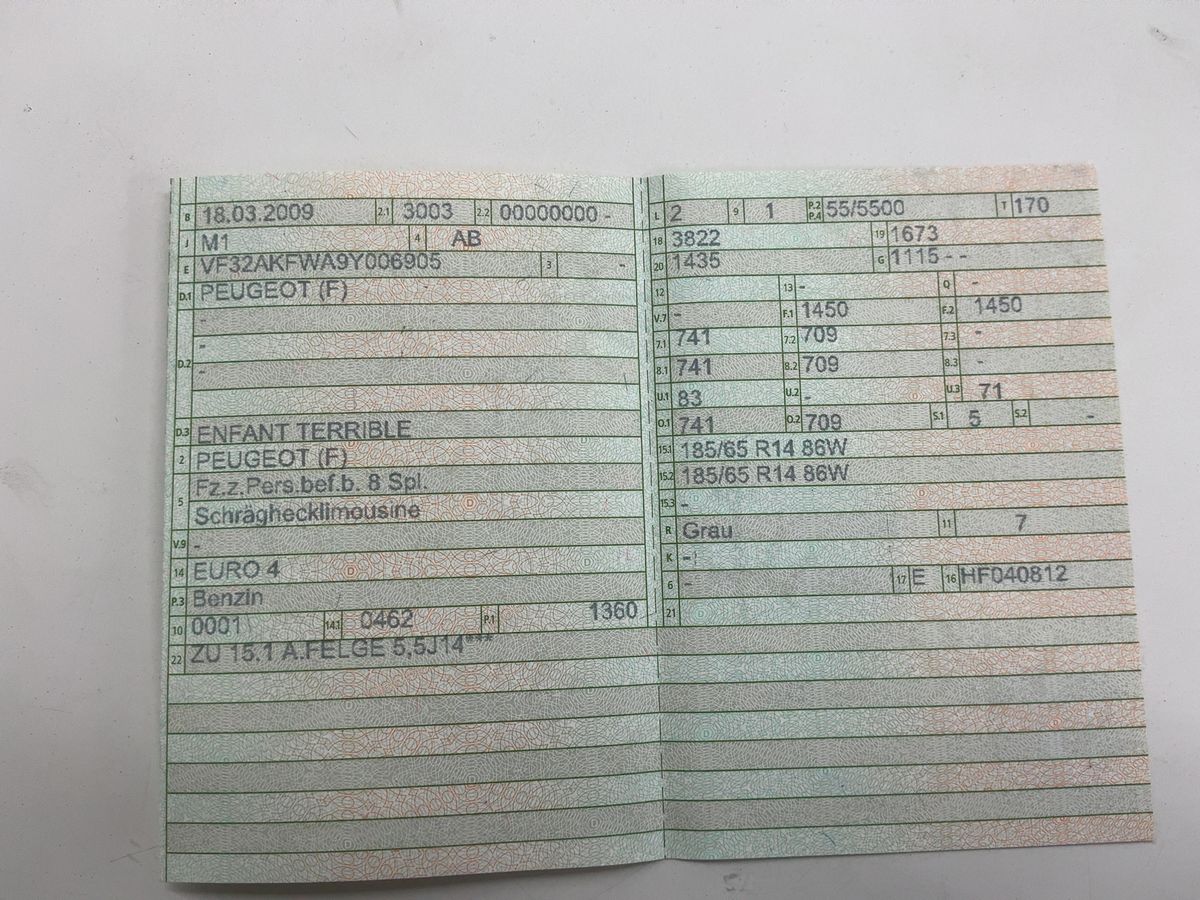 B 18.03.2009 2.1 3003 2.2 00000000 -
J M1 4 AB
E VF32AKFWA9Y006905 3 -
D.1 PEUGEOT (F)
-
-
D.2 -
D.3 ENFANT TERRIBLE
2 PEUGEOT (F)
Fz.z.Pers.bef.b. 8 Spl.
5 Schräghecklimousine
V.9 -
14 EURO 4
P.3 Benzin
10 0001 14.1 0462 P.1 1360
22 ZU 15.1 A.FELGE 5,5J14***
L 2 9 1 P.2 P.4 55/5500 T 170
18 3822 19 1673
20 1435 G 1115 - -
12 13 - Q -
V.7 - F.1 1450 F.2 1450
7.1 741 7.2 709 7.3 -
8.1 741 8.2 709 8.3 -
U.1 83 U.2 - U.3 71
O.1 741 O.2 709 S.1 5 S.2 -
15.1 185/65 R14 86W
15.2 185/65 R14 86W
15.3 -
R Grau 11 7
K -
6 - 17 E 16 HF040812
21